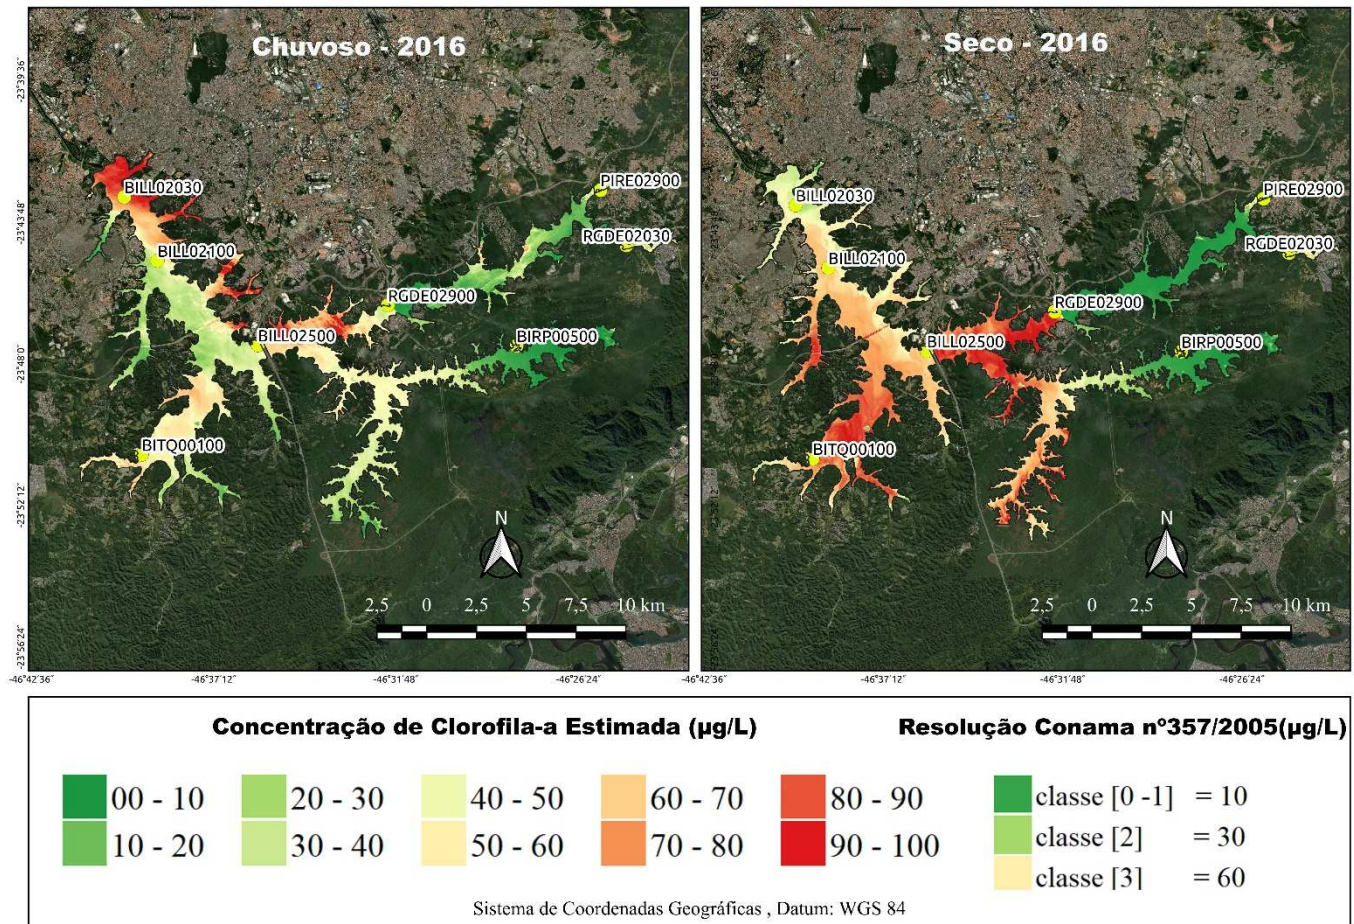 Chuvoso - 2016
BILL02030
PIRE02900
RGDE02030
BILL02100
RGDE02900
BILL02500
BIRP00500
BITQ00100
N
2,5 0 2,5 5 7,5 10 km
-23°39'36"
-23°43'48"
-23°48'0"
-23°52'12"
-23°56'24"
-46°42'36" -46°37'12" -46°31'48" -46°26'24"
Seco - 2016
BILL02030
PIRE02900
RGDE02030
BILL02100
RGDE02900
BILL02500
BIRP00500
BITQ00100
N
2,5 0 2,5 5 7,5 10 km
-46°42'36" -46°37'12" -46°31'48" -46°26'24"
Concentração de Clorofila-a Estimada (µg/L)
00 - 10 20 - 30 40 - 50 60 - 70 80 - 90
10 - 20 30 - 40 50 - 60 70 - 80 90 - 100
Resolução Conama nº357/2005(µg/L)
classe [0 -1] = 10
classe [2] = 30
classe [3] = 60
Sistema de Coordenadas Geográficas , Datum: WGS 84